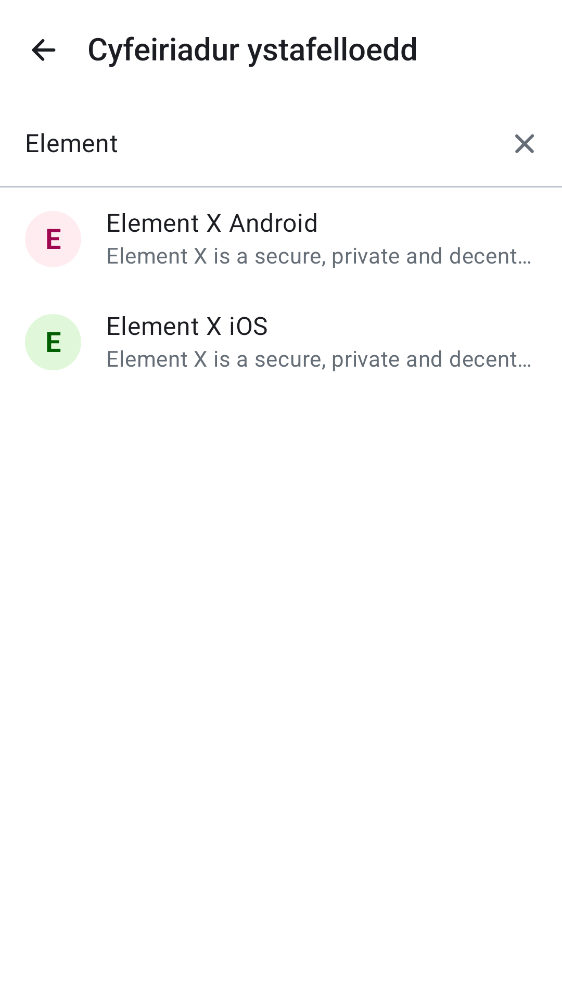 Cyfeiriadur ystafelloedd
Element
E
Element X Android
Element X is a secure, private and decent…
E
Element X iOS
Element X is a secure, private and decent…